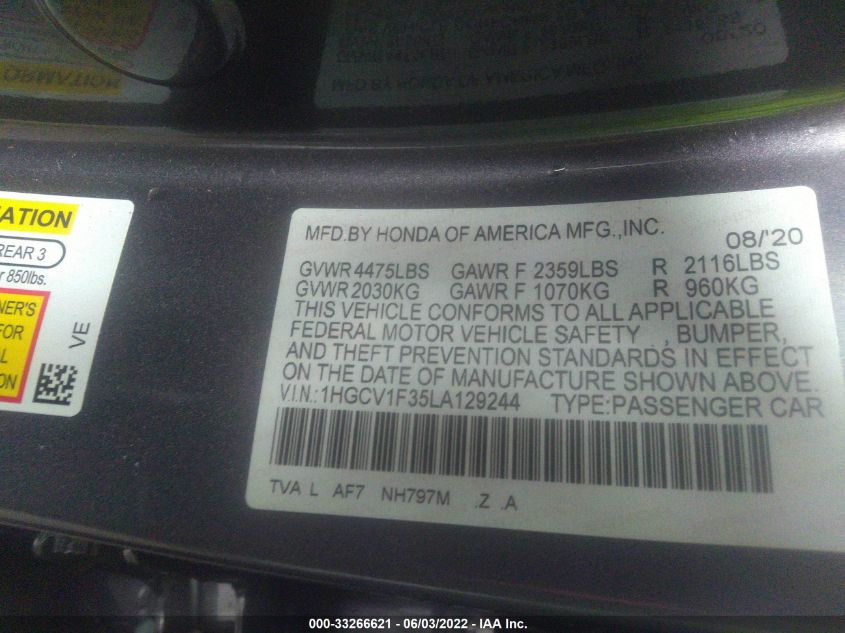 MFD.BY HONDA OF AMERICA MFG.,INC.
08/'20
GVWR 4475LBS GAWR F 2359LBS R 2116LBS
GVWR 2030KG GAWR F 1070KG R 960KG
THIS VEHICLE CONFORMS TO ALL APPLICABLE
FEDERAL MOTOR VEHICLE SAFETY , BUMPER,
AND THEFT PREVENTION STANDARDS IN EFFECT
ON THE DATE OF MANUFACTURE SHOWN ABOVE.
V.I.N.:1HGCV1F35LA129244 TYPE:PASSENGER CAR
TVA L AF7 NH797M .Z .A
REAR 3
850lbs.
FOR
VE
000-33266621 - 06/03/2022 - IAA Inc.